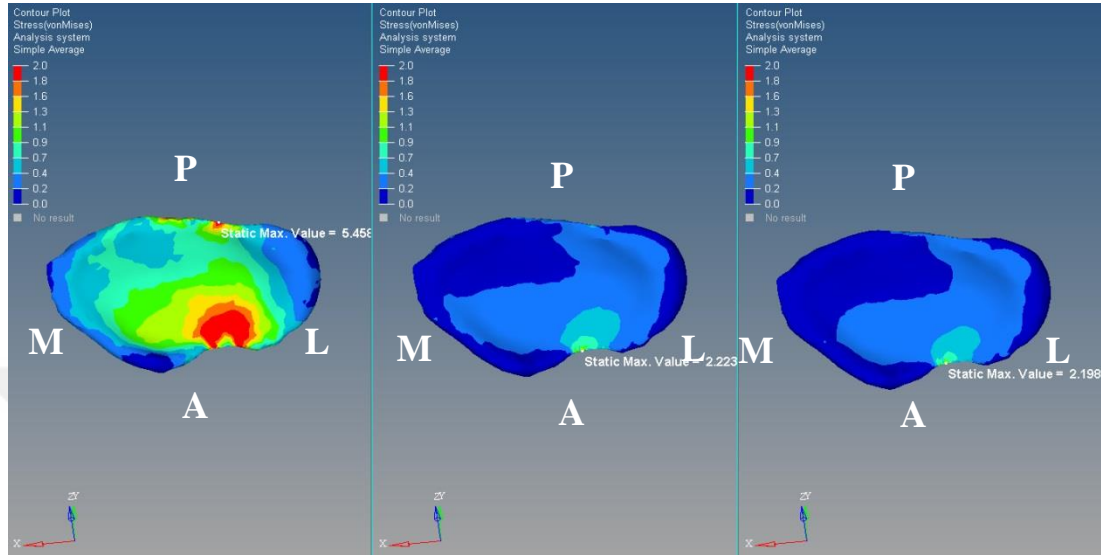 Contour Plot
Stress(vonMises)
Analysis system
Simple Average
2.0
1.8
1.6
1.3
1.1
0.9
0.7
0.4
0.2
0.0
No result
P
Static Max. Value = 5.458
M
L
A
ZY
X
Contour Plot
Stress(vonMises)
Analysis system
Simple Average
2.0
1.8
1.6
1.3
1.1
0.9
0.7
0.4
0.2
0.0
No result
P
M
L
Static Max. Value = 2.223
A
ZY
X
Contour Plot
Stress(vonMises)
Analysis system
Simple Average
2.0
1.8
1.6
1.3
1.1
0.9
0.7
0.4
0.2
0.0
No result
P
M
L
Static Max. Value = 2.198
A
ZY
X